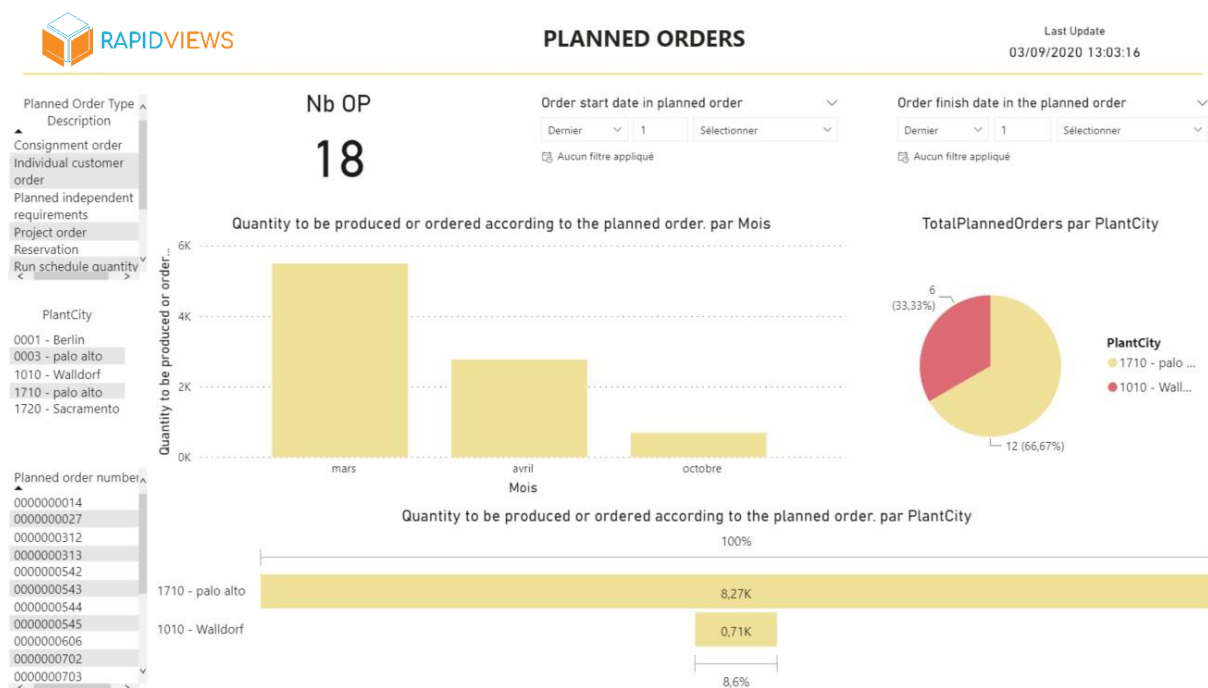 RAPIDVIEWS
PLANNED ORDERS
Last Update
03/09/2020 13:03:16
Planned Order Type
Description
Consignment order
Individual customer
order
Planned independent
requirements
Project order
Reservation
Run schedule quantity
PlantCity
0001 - Berlin
0003 - palo alto
1010 - Walldorf
1710 - palo alto
1720 - Sacramento
Planned order number
0000000014
0000000027
0000000312
0000000313
0000000542
0000000543
0000000544
0000000545
0000000606
0000000702
0000000703
Nb OP
18
Order start date in planned order
Dernier 1 Sélectionner
Aucun filtre appliqué
Order finish date in the planned order
Dernier 1 Sélectionner
Aucun filtre appliqué
Quantity to be produced or ordered according to the planned order. par Mois
Quantity to be produced or order...
6K
4K
2K
0K
mars avril octobre
Mois
TotalPlannedOrders par PlantCity
6
(33,33%)
12 (66,67%)
PlantCity
1710 - palo ...
1010 - Wall...
Quantity to be produced or ordered according to the planned order. par PlantCity
100%
1710 - palo alto 8,27K
1010 - Walldorf 0,71K
8,6%